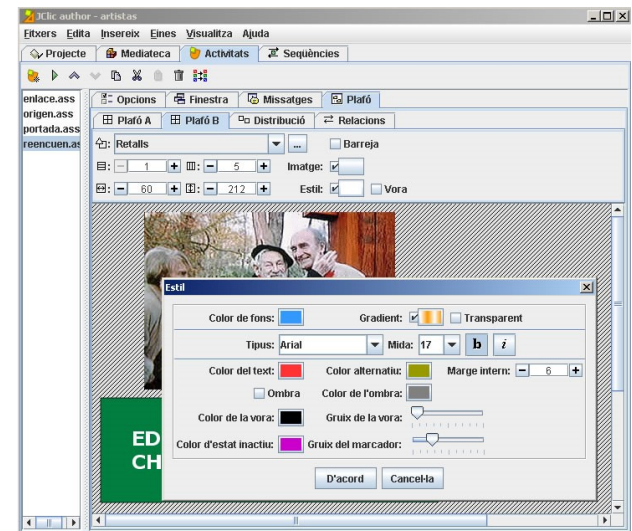 JClic author - artistas
Fitxers Edita Insereix Eines Visualitza Ajuda
Projecte Mediateca Activitats Seqüències
enlace.ass
origen.ass
portada.ass
reencuen.as
Opcions Finestra Missatges Plafó
Plafó A Plafó B Distribució Relacions
Retalls ... Barreja
1 5 Imatge:
60 212 Estil: Vora
Estil
Color de fons: Gradient: Transparent
Tipus: Arial Mida: 17 b i
Color del text: Color alternatiu: Marge intern: 6
Ombra Color de l'ombra:
Color de la vora: Gruix de la vora:
Color d'estat inactiu: Gruix del marcador:
D'acord Cancel·la
ED
CH